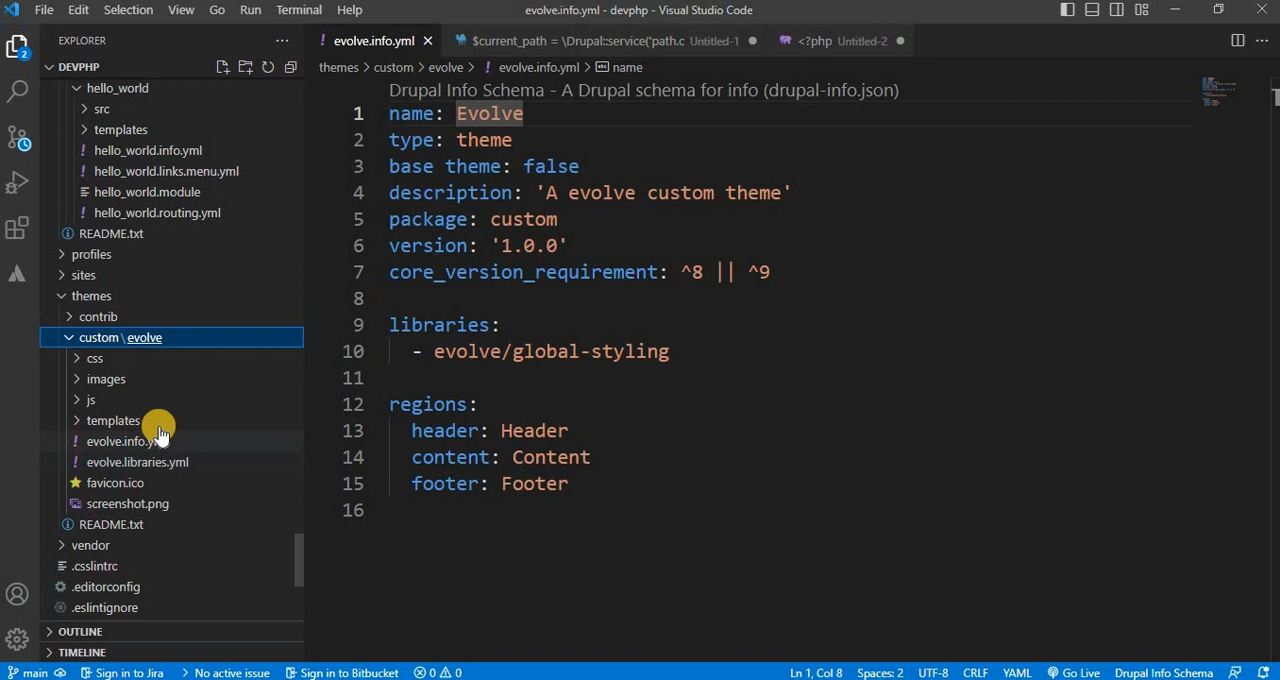 File Edit Selection View Go Run Terminal Help evolve.info.yml - devphp - Visual Studio Code
EXPLORER
DEVPHP
hello_world
src
templates
hello_world.info.yml
hello_world.links.menu.yml
hello_world.module
hello_world.routing.yml
README.txt
profiles
sites
themes
contrib
custom \ evolve
css
images
js
templates
evolve.info.y
evolve.libraries.yml
favicon.ico
screenshot.png
README.txt
vendor
.csslintrc
.editorconfig
.eslintignore
OUTLINE
TIMELINE
2
evolve.info.yml $current_path = \Drupal::service('path.c Untitled-1 <?php Untitled-2
themes > custom > evolve > ! evolve.info.yml > abc name
Drupal Info Schema - A Drupal schema for info (drupal-info.json)
1 name: Evolve
2 type: theme
3 base theme: false
4 description: 'A evolve custom theme'
5 package: custom
6 version: '1.0.0'
7 core_version_requirement: ^8 || ^9
8
9 libraries:
10 - evolve/global-styling
11
12 regions:
13 header: Header
14 content: Content
15 footer: Footer
16
main Sign in to Jira No active issue Sign in to Bitbucket 0 0 Ln 1, Col 8 Spaces: 2 UTF-8 CRLF YAML Go Live Drupal Info Schema